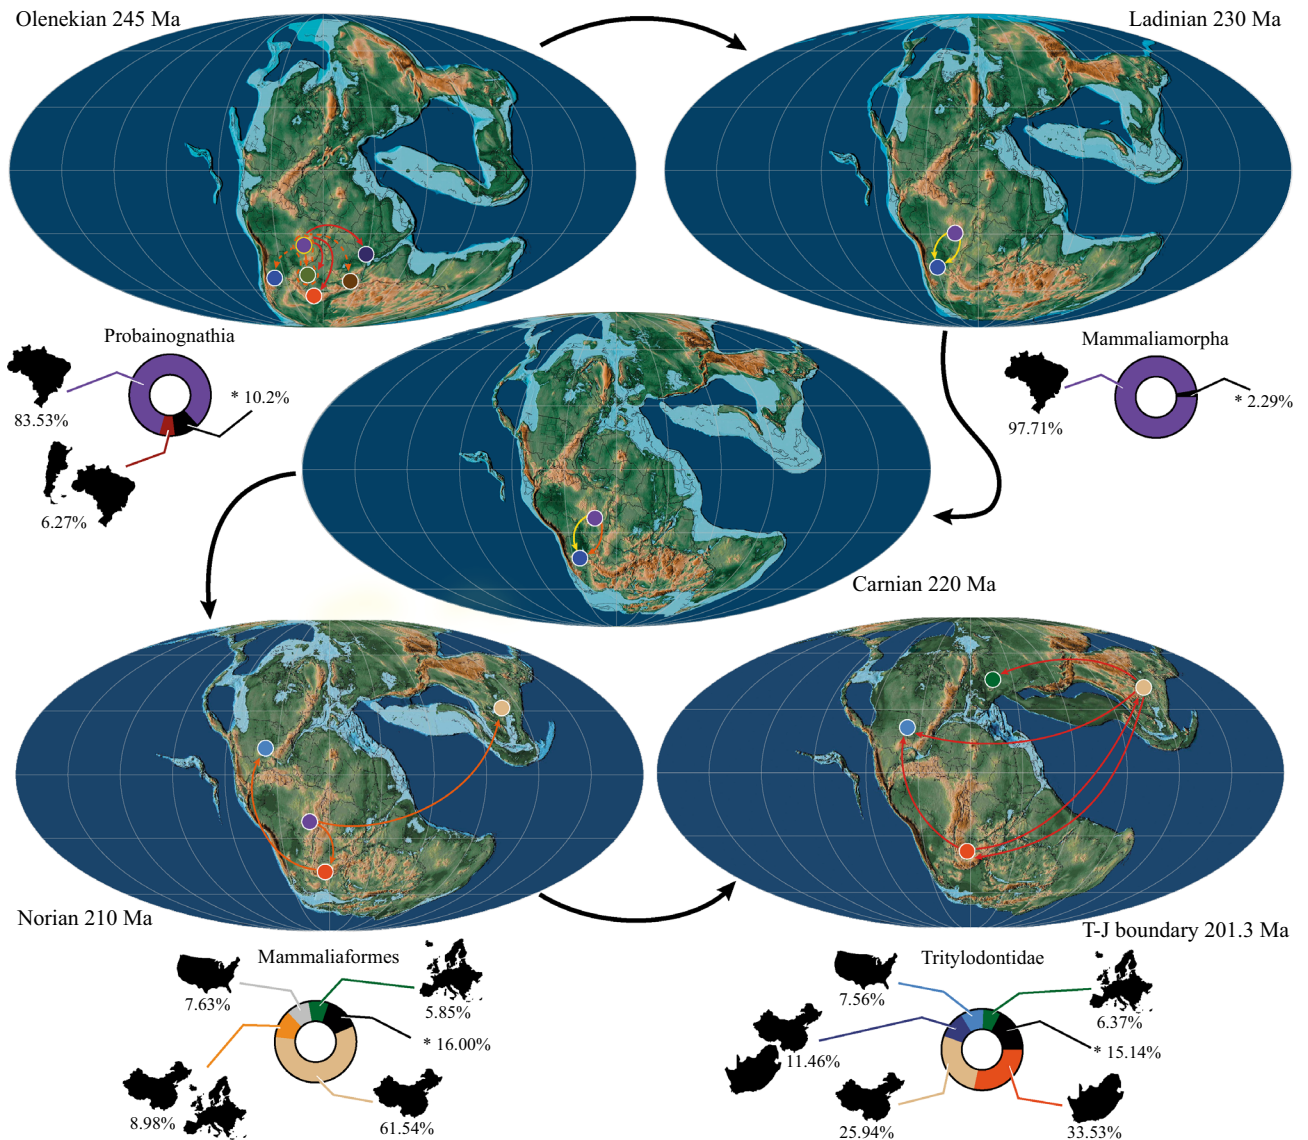 Olenekian 245 Ma
Ladinian 230 Ma
Probainognathia
83.53%
* 10.2%
6.27%
Mammaliamorpha
97.71%
* 2.29%
Carnian 220 Ma
Norian 210 Ma
T-J boundary 201.3 Ma
Mammaliaformes
7.63%
5.85%
* 16.00%
8.98%
61.54%
Tritylodontidae
7.56%
6.37%
11.46%
* 15.14%
25.94%
33.53%